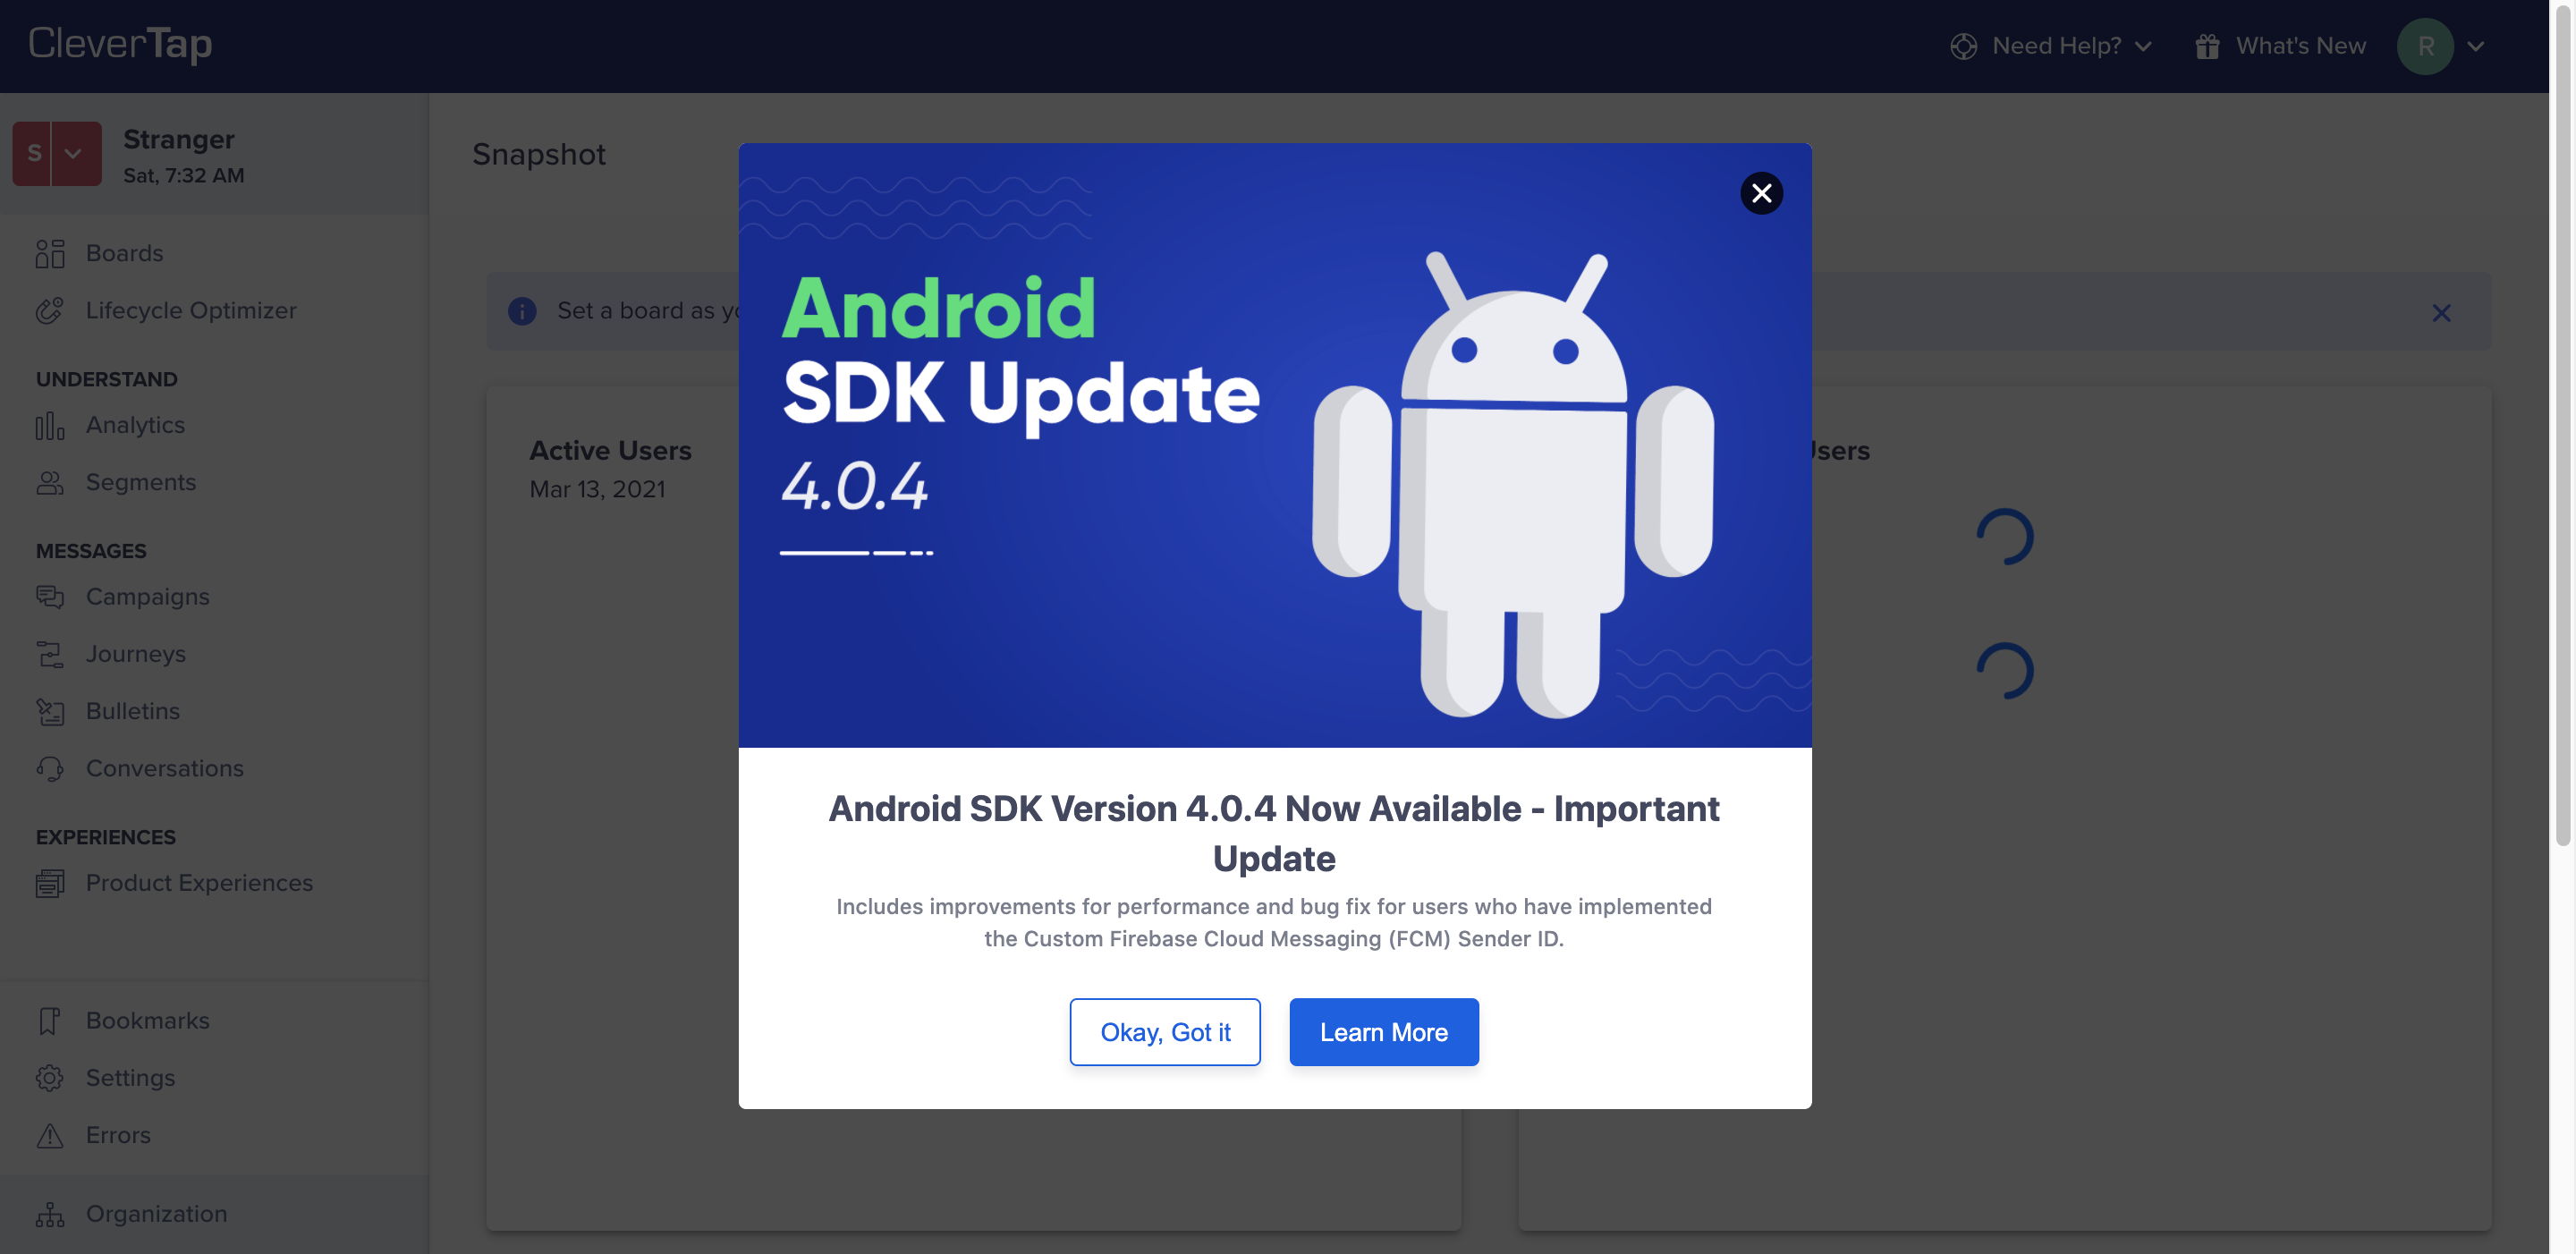 CleverTap
Need Help?
What's New
R
S
Stranger
Sat, 7:32 AM
Boards
Lifecycle Optimizer
UNDERSTAND
Analytics
Segments
MESSAGES
Campaigns
Journeys
Bulletins
Conversations
EXPERIENCES
Product Experiences
Bookmarks
Settings
Errors
Organization
Snapshot
Set a board as
Active Users
Mar 13, 2021
Users
Android
SDK Update
4.0.4
Android SDK Version 4.0.4 Now Available - Important
Update
Includes improvements for performance and bug fix for users who have implemented
the Custom Firebase Cloud Messaging (FCM) Sender ID.
Okay, Got it
Learn More